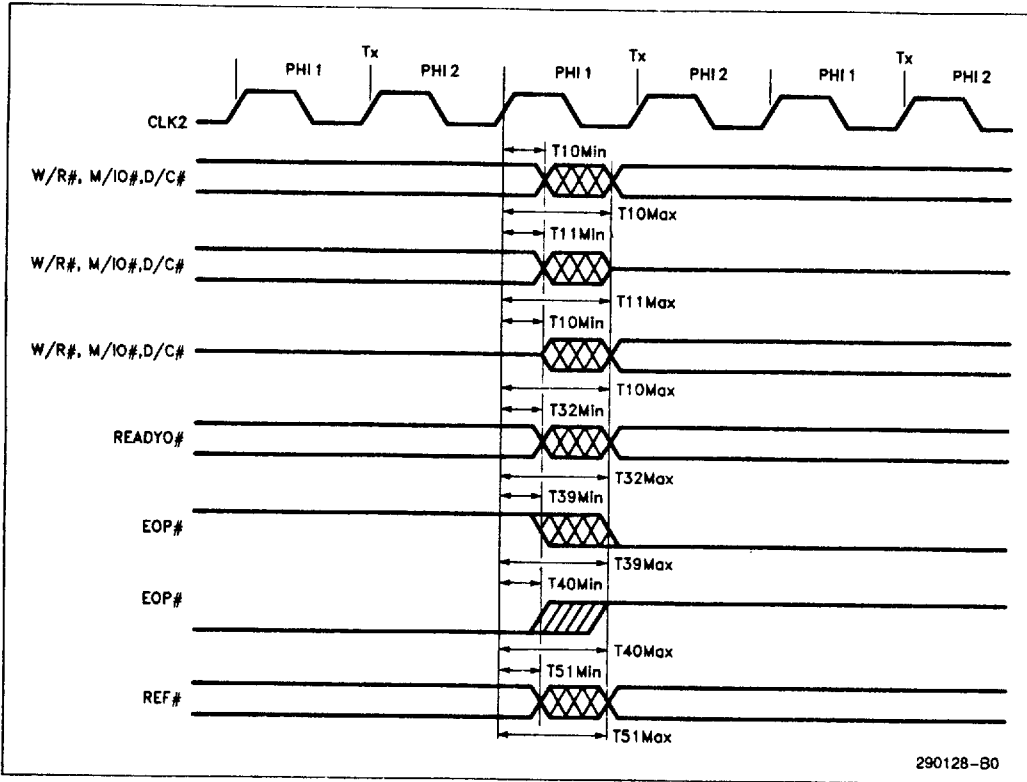 Tx Tx Tx
PHI 1 PHI 2 PHI 1 PHI 2 PHI 1 PHI 2
CLK2
T10Min
W/R#, M/IO#,D/C#
T10Max
T11Min
W/R#, M/IO#,D/C#
T11Max
T10Min
W/R#, M/IO#,D/C#
T10Max
T32Min
READYO#
T32Max
T39Min
EOP#
T39Max
T40Min
EOP#
T40Max
T51Min
REF#
T51Max
290128-B0